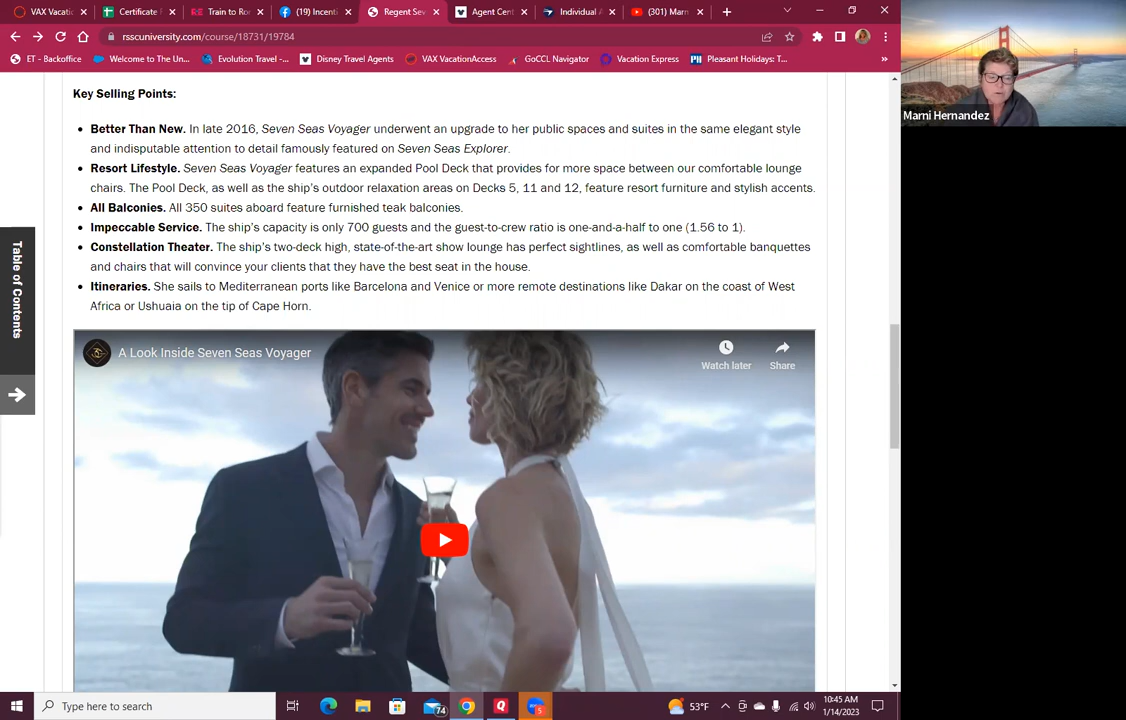 VAX Vacatio
Certificate F
RE Train to Ro
(19) Incenti
Regent Sev
Agent Cent
Individual A
(301) Marn
rsscuniversity.com/course/18731/19784
ET - Backoffice
Welcome to The Un...
Evolution Travel -...
Disney Travel Agents
VAX VacationAccess
GoCCL Navigator
Vacation Express
Pleasant Holidays: T...
Marni Hernandez
Key Selling Points:
Better Than New. In late 2016, Seven Seas Voyager underwent an upgrade to her public spaces and suites in the same elegant style
and indisputable attention to detail famously featured on Seven Seas Explorer.
Resort Lifestyle. Seven Seas Voyager features an expanded Pool Deck that provides for more space between our comfortable lounge
chairs. The Pool Deck, as well as the ship's outdoor relaxation areas on Decks 5, 11 and 12, feature resort furniture and stylish accents.
All Balconies. All 350 suites aboard feature furnished teak balconies.
Impeccable Service. The ship's capacity is only 700 guests and the guest-to-crew ratio is one-and-a-half to one (1.56 to 1).
Constellation Theater. The ship's two-deck high, state-of-the-art show lounge has perfect sightlines, as well as comfortable banquettes
and chairs that will convince your clients that they have the best seat in the house.
Itineraries. She sails to Mediterranean ports like Barcelona and Venice or more remote destinations like Dakar on the coast of West
Africa or Ushuaia on the tip of Cape Horn.
Table of Contents
A Look Inside Seven Seas Voyager
Watch later
Share
Type here to search
74
5
53°F
10:45 AM
1/14/2023